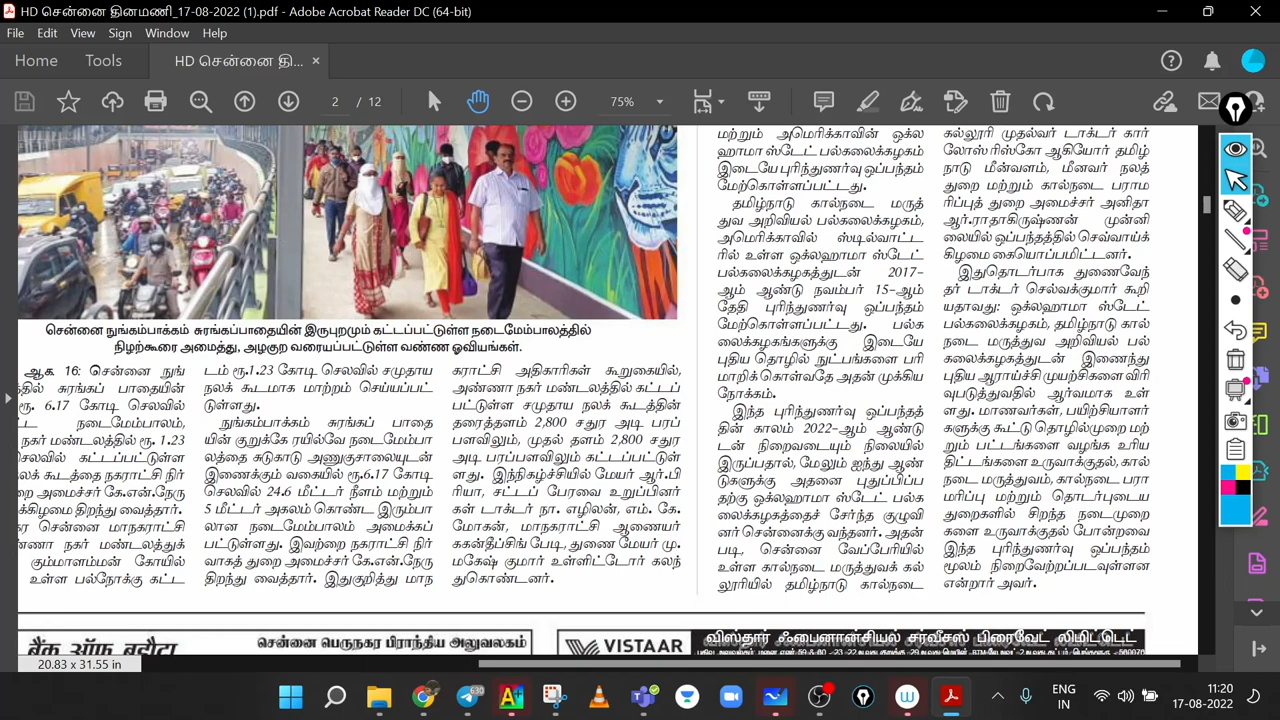 HD சென்னை தினமணி_17-08-2022 (1).pdf - Adobe Acrobat Reader DC (64-bit)
File Edit View Sign Window Help
Home Tools HD சென்னை தி... ×
2 / 12 75%
சென்னை நுங்கம்பாக்கம் சுரங்கப்பாதையின் இருபுறமும் கட்டப்பட்டுள்ள நடைமேம்பாலத்தில்
நிழற்கூரை அமைத்து, அழகுற வரையப்பட்டுள்ள வண்ண ஓவியங்கள்.
ஆக. 16: சென்னை நுங்
தில் சுரங்கப் பாதையின்
ரூ. 6.17 கோடி செலவில்
ட்ட நடைமேம்பாலம்,
நகர் மண்டலத்தில் ரூ. 1.23
செலவில் கட்டப்பட்டுள்ள
லக் கூடத்தை நகராட்சி நிர்
றை அமைச்சர் கே.என்.நேரு
க்கிழமை திறந்து வைத்தார்.
கர சென்னை மாநகராட்சி
ணா நகர் மண்டலத்துக்
கும்மாளம்மன் கோயில்
உள்ள பல்நோக்கு கட்ட
டம் ரூ.1.23 கோடி செலவில் சமுதாய
நலக் கூடமாக மாற்றம் செய்யப்பட்
டுள்ளது.
நுங்கம்பாக்கம் சுரங்கப் பாதை
யின் குறுக்கே ரயில்வே நடைமேம்பா
லத்தை சுடுகாடு அணுகுசாலையுடன்
இணைக்கும் வகையில் ரூ.6.17 கோடி
செலவில் 24.6 மீட்டர் நீளம் மற்றும்
5 மீட்டர் அகலம் கொண்ட இரும்பா
லான நடைமேம்பாலம் அமைக்கப்
பட்டுள்ளது. இவற்றை நகராட்சி நிர்
வாகத் துறை அமைச்சர் கே.என்.நேரு
திறந்து வைத்தார். இதுகுறித்து மாந
கராட்சி அதிகாரிகள் கூறுகையில்,
அண்ணா நகர் மண்டலத்தில் கட்டப்
பட்டுள்ள சமுதாய நலக் கூடத்தின்
தரைத்தளம் 2,800 சதுர அடி பரப்
பளவிலும், முதல் தளம் 2,800 சதுர
அடி பரப்பளவிலும் கட்டப்பட்டுள்
ளது. இந்நிகழ்ச்சியில் மேயர் ஆர்.பி
ரியா, சட்டப் பேரவை உறுப்பினர்
கள் டாக்டர் நா. எழிலன், எம். கே.
மோகன், மாநகராட்சி ஆணையர்
ககன்தீப்சிங் பேடி, துணை மேயர் மு.
மகேஷ் குமார் உள்ளிட்டோர் கலந்
துகொண்டனர்.
மற்றும் அமெரிக்காவின் ஒக்ல
ஹாமா ஸ்டேட் பல்கலைக்கழகம்
இடையே புரிந்துணர்வு ஒப்பந்தம்
மேற்கொள்ளப்பட்டது.
தமிழ்நாடு கால்நடை மருத்
துவ அறிவியல் பல்கலைக்கழகம்,
அமெரிக்காவில் ஸ்டில்வாட்ட
ரில் உள்ள ஒக்லஹாமா ஸ்டேட்
பல்கலைக்கழகத்துடன் 2017-
ஆம் ஆண்டு நவம்பர் 15-ஆம்
தேதி புரிந்துணர்வு ஒப்பந்தம்
மேற்கொள்ளப்பட்டது. பல்க
லைக்கழகங்களுக்கு இடையே
புதிய தொழில் நுட்பங்களை பரி
மாறிக் கொள்வதே அதன் முக்கிய
நோக்கம்.
இந்த புரிந்துணர்வு ஒப்பந்தத்
தின் காலம் 2022-ஆம் ஆண்டு
டன் நிறைவடையும் நிலையில்
இருப்பதால், மேலும் ஐந்து ஆண்
டுகளுக்கு அதனை புதுப்பிப்ப
தற்கு ஒக்லஹாமா ஸ்டேட் பல்க
லைக்கழகத்தைச் சேர்ந்த குழுவி
னர் சென்னைக்கு வந்தனர். அதன்
படி, சென்னை வேப்பேரியில்
உள்ள கால்நடை மருத்துவக் கல்
லூரியில் தமிழ்நாடு கால்நடை
கல்லூரி முதல்வர் டாக்டர் கார்
லோஸ் ரிஸ்கோ ஆகியோர் தமிழ்
நாடு மீன்வளம், மீனவர் நலத்
துறை மற்றும் கால்நடை பராம
ரிப்புத் துறை அமைச்சர் அனிதா
ஆர்.ராதாகிருஷ்ணன் முன்னி
லையில் ஒப்பந்தத்தில் செவ்வாய்க்
கிழமை கையொப்பமிட்டனர்.
இதுதொடர்பாக துணைவேந்
தர் டாக்டர் செல்வக்குமார் கூறி
யதாவது: ஒக்லஹாமா ஸ்டேட்
பல்கலைக்கழகம், தமிழ்நாடு கால்
நடை மருத்துவ அறிவியல் பல்
கலைக்கழகத்துடன் இணைந்து
புதிய ஆராய்ச்சி முயற்சிகளை விரி
வுபடுத்துவதில் ஆர்வமாக உள்
ளது. மாணவர்கள், பயிற்சியாளர்
களுக்கு கூட்டு தொழில்முறை மற்
றும் பட்டங்களை வழங்க உரிய
திட்டங்களை உருவாக்குதல், கால்
நடை மருத்துவம், கால்நடை பரா
மரிப்பு மற்றும் தொடர்புடைய
துறைகளில் சிறந்த நடைமுறை
களை உருவாக்குதல் போன்றவை
இந்த புரிந்துணர்வு ஒப்பந்தம்
மூலம் நிறைவேற்றப்படவுள்ளன
என்றார் அவர்.
बैंक ऑफ़ बड़ौदा
சென்னை பெருநகர பிராந்திய அலுவலகம்
VISTAAR
விஸ்தார் ஃபைனான்சியல் சர்வீசஸ் பிரைவேட் லிமிட்டெட்
20.83 x 31.55 in
630
ENG
IN
11:20
17-08-2022